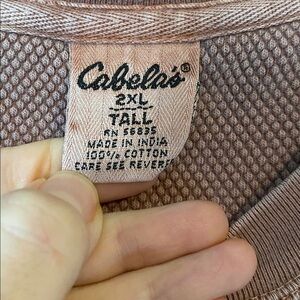 Cabela's®
2XL
TALL
RN 56835
MADE IN INDIA
100% COTTON
CARE SEE REVERSE